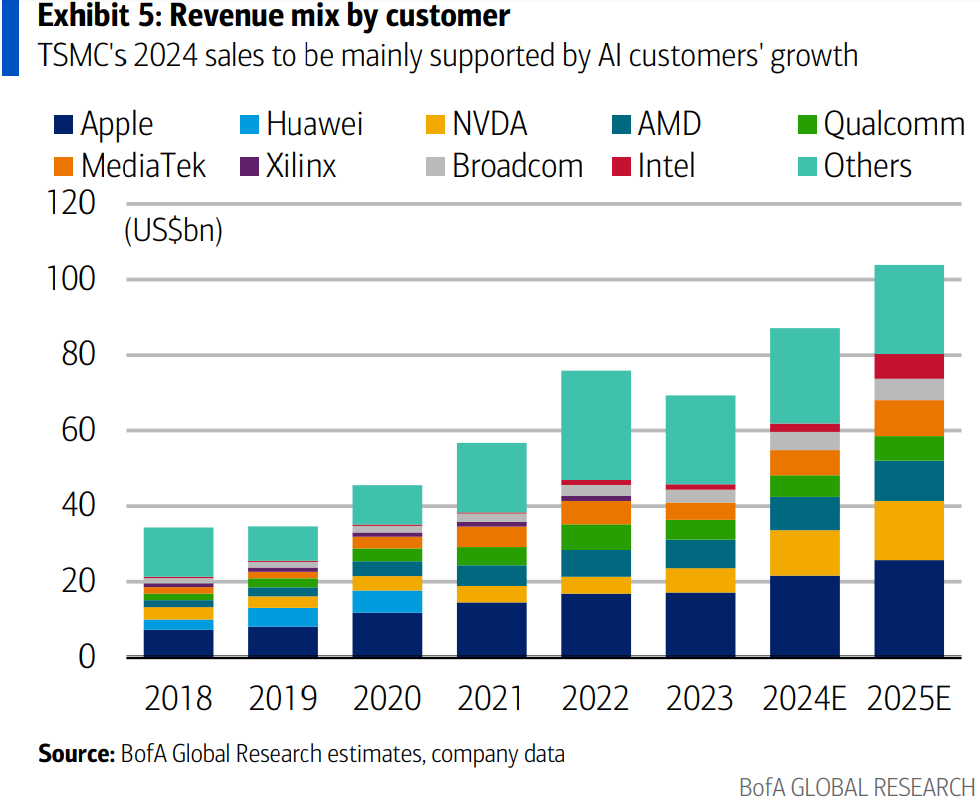 Exhibit 5: Revenue mix by customer
TSMC's 2024 sales to be mainly supported by AI customers' growth
Apple Huawei NVDA AMD Qualcomm
MediaTek Xilinx Broadcom Intel Others
120
(US$bn)
100
80
60
40
20
0
2018 2019 2020 2021 2022 2023 2024E 2025E
Source: BofA Global Research estimates, company data
BofA GLOBAL RESEARCH